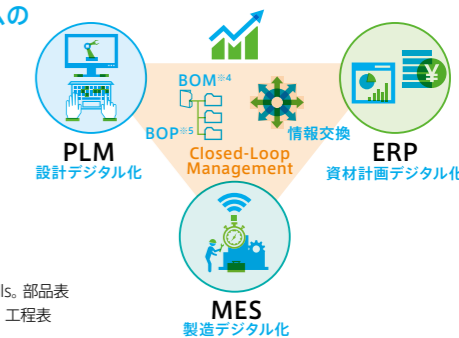 ムの
BOM※4
BOP※5
情報交換
Closed-Loop
Management
PLM
設計デジタル化
ERP
資材計画デジタル化
¥
MES
製造デジタル化
ls。部品表
工程表